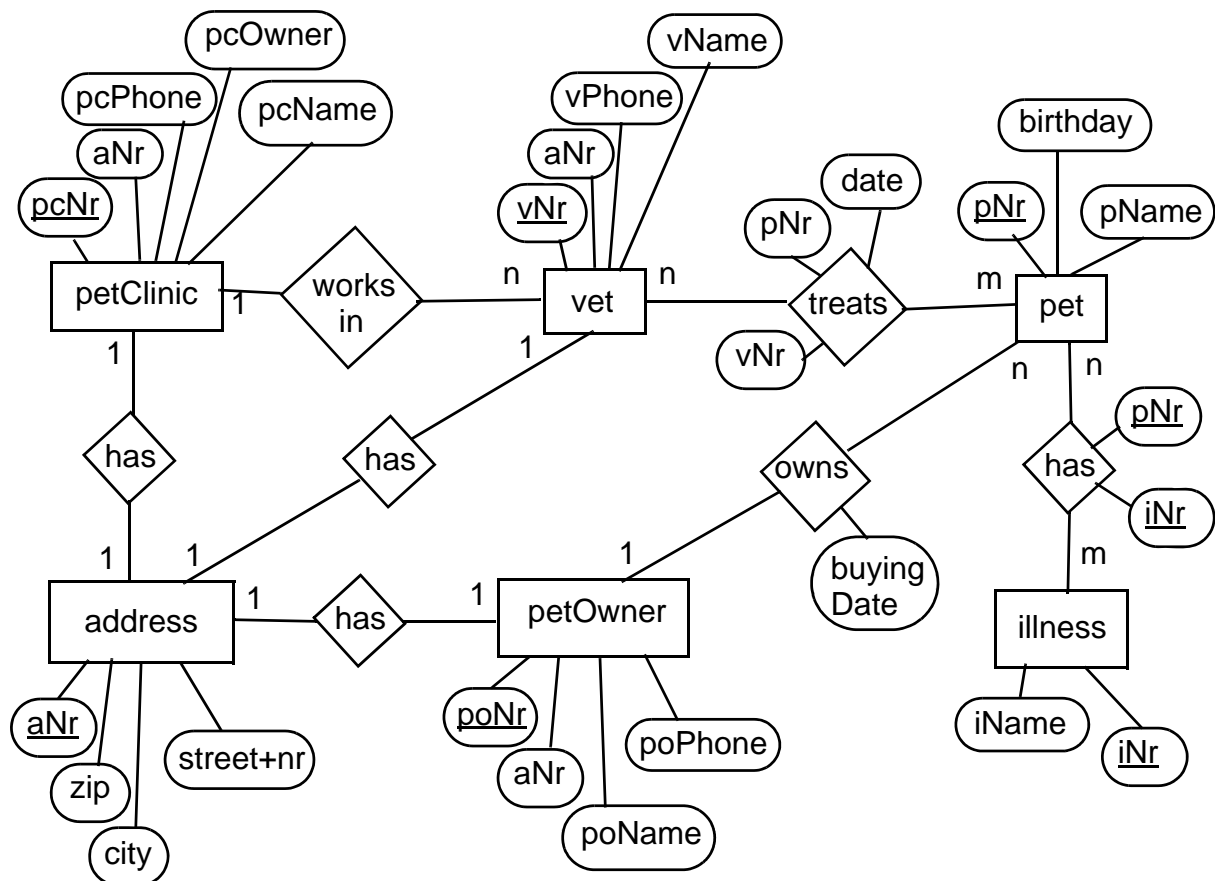 pcOwner
vName
pcPhone
pcName
vPhone
birthday
aNr
aNr
date
pcNr
vNr
pNr
pNr
pName
petClinic
1
works
in
n
vet
n
treats
m
pet
1
1
vNr
n
n
has
has
owns
has
pNr
iNr
1
1
1
buying
Date
m
address
1
has
1
petOwner
illness
aNr
zip
city
street+nr
poNr
aNr
poName
poPhone
iName
iNr